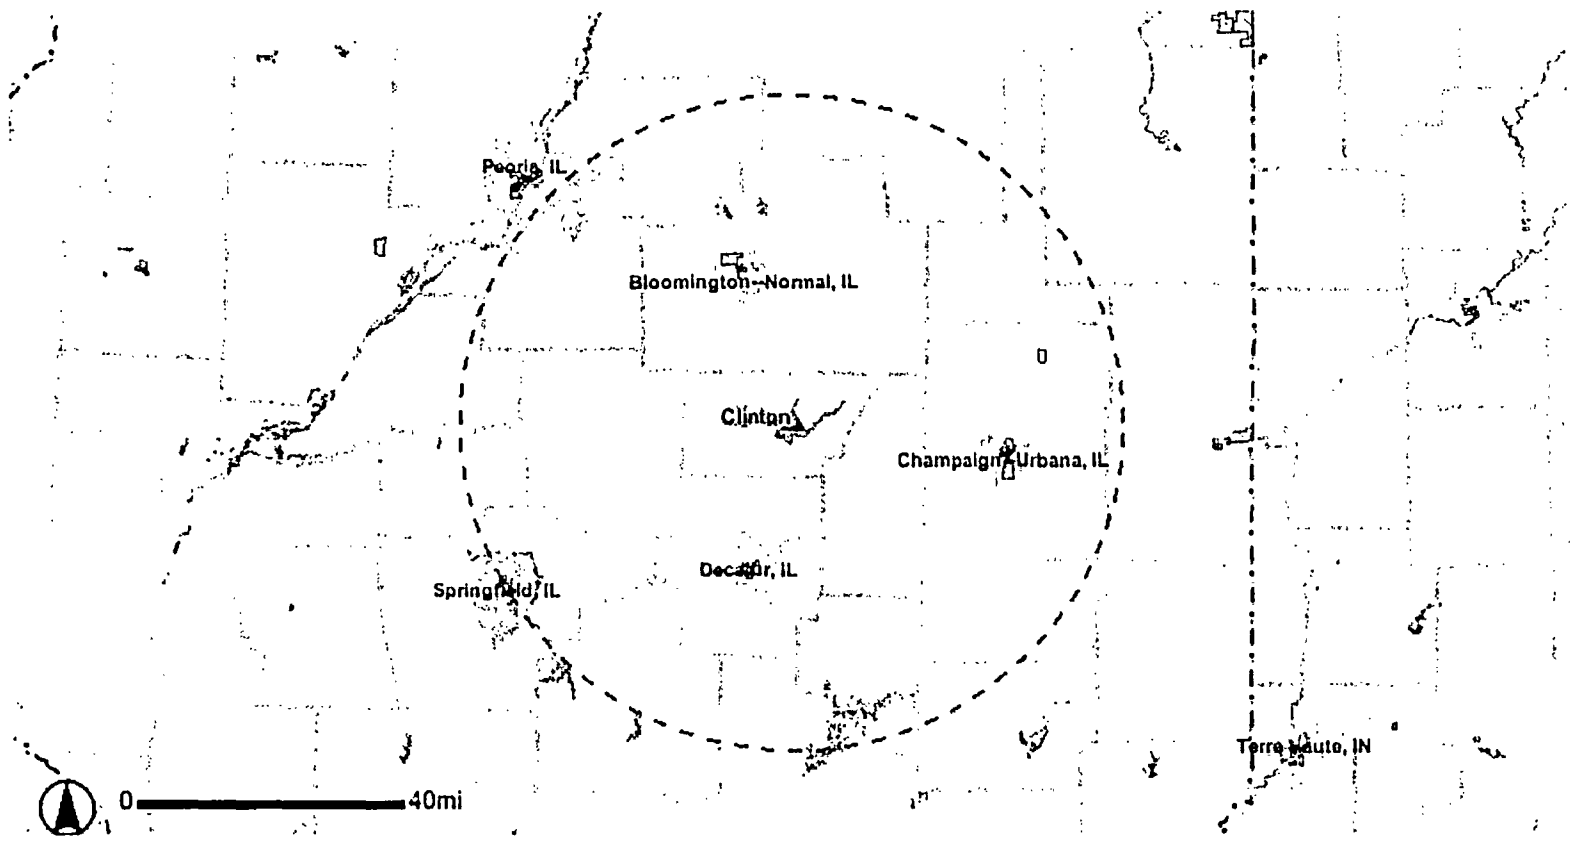 Peoria, IL
Bloomington--Normal, IL
Clinton
Champaign--Urbana, IL
Decatur, IL
Springfield, IL
Terre Haute, IN
0 40mi